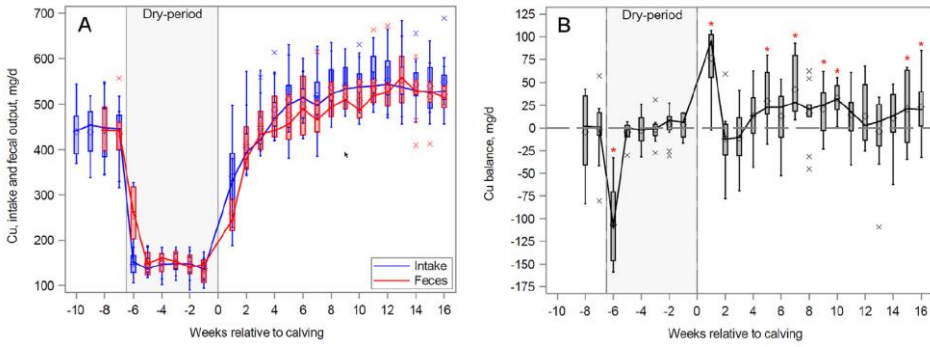 A
Dry-period
Cu, intake and fecal output, mg/d
700
600
500
400
300
200
100
Intake
Feces
-10 -8 -6 -4 -2 0 2 4 6 8 10 12 14 16
Weeks relative to calving
B
Dry-period
Cu balance, mg/d
100
75
50
25
0
-25
-50
-75
-100
-125
-150
-175
-10 -8 -6 -4 -2 0 2 4 6 8 10 12 14 16
Weeks relative to calving